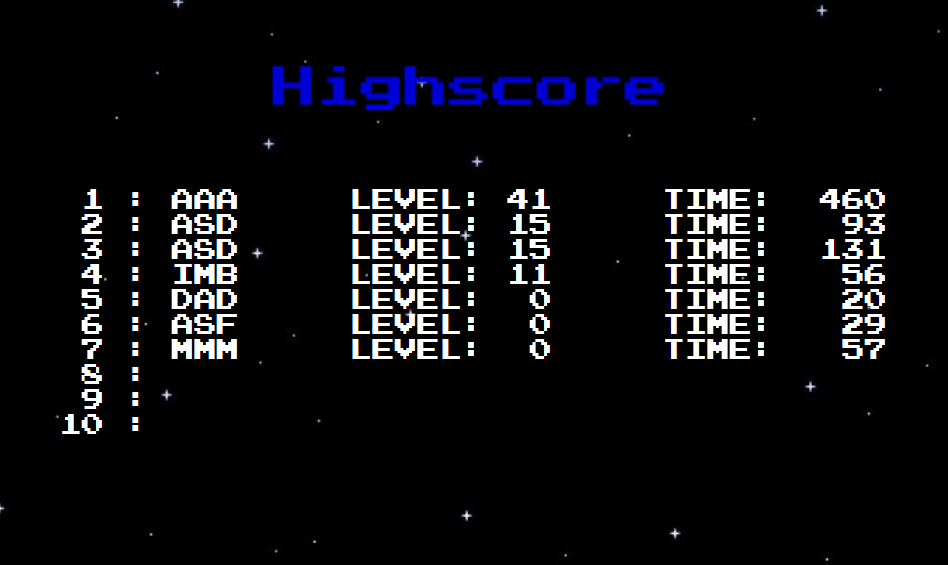 Highscore
1 : AAA LEVEL: 41 TIME: 460
2 : ASD LEVEL: 15 TIME: 93
3 : ASD LEVEL: 15 TIME: 131
4 : IMB LEVEL: 11 TIME: 56
5 : DAD LEVEL: 0 TIME: 20
6 : ASF LEVEL: 0 TIME: 29
7 : MMM LEVEL: 0 TIME: 57
8 :
9 :
10 :